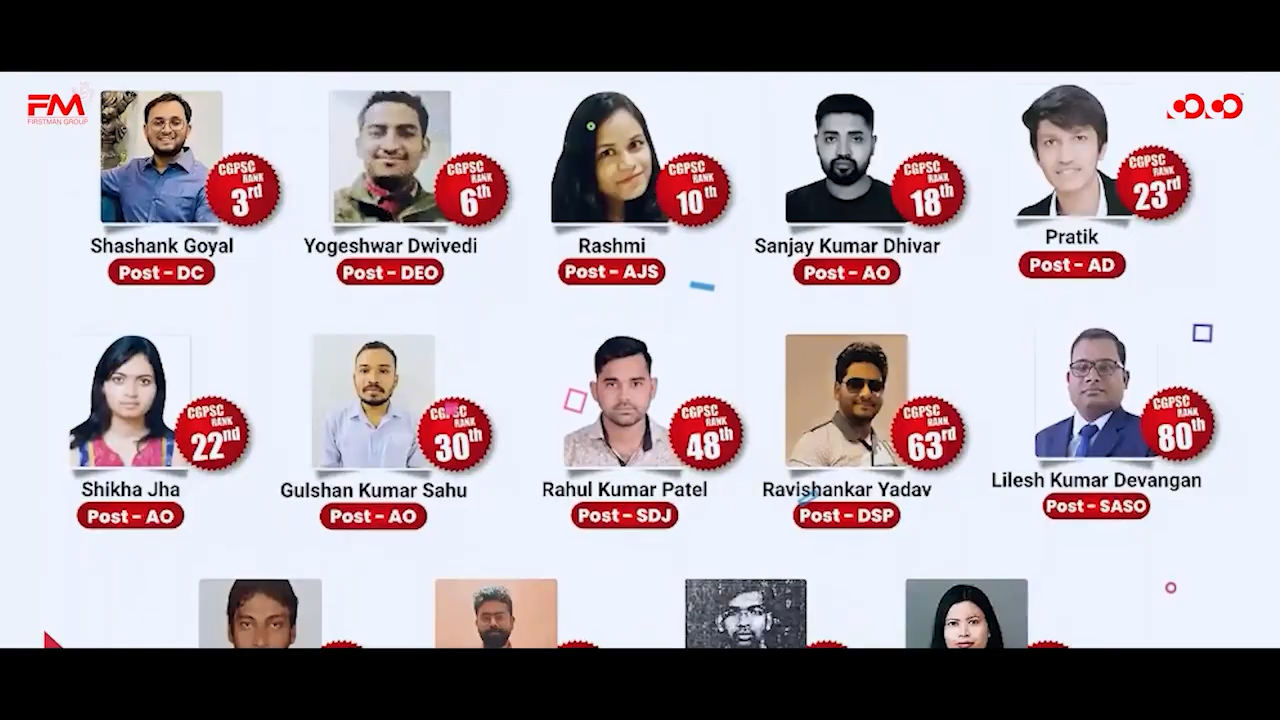 FM
FIRSTMAN GROUP
CGPSC
RANK
3rd
CGPSC
RANK
6th
CGPSC
RANK
10th
CGPSC
RANK
18th
CGPSC
RANK
23rd
Shashank Goyal
Yogeshwar Dwivedi
Rashmi
Sanjay Kumar Dhivar
Pratik
Post - DC
Post - DEO
Post - AJS
Post - AO
Post - AD
CGPSC
RANK
22nd
CGPSC
RANK
30th
CGPSC
RANK
48th
CGPSC
RANK
63rd
CGPSC
RANK
80th
Shikha Jha
Gulshan Kumar Sahu
Rahul Kumar Patel
Ravishankar Yadav
Lilesh Kumar Devangan
Post - AO
Post - AO
Post - SDJ
Post - DSP
Post - SASO